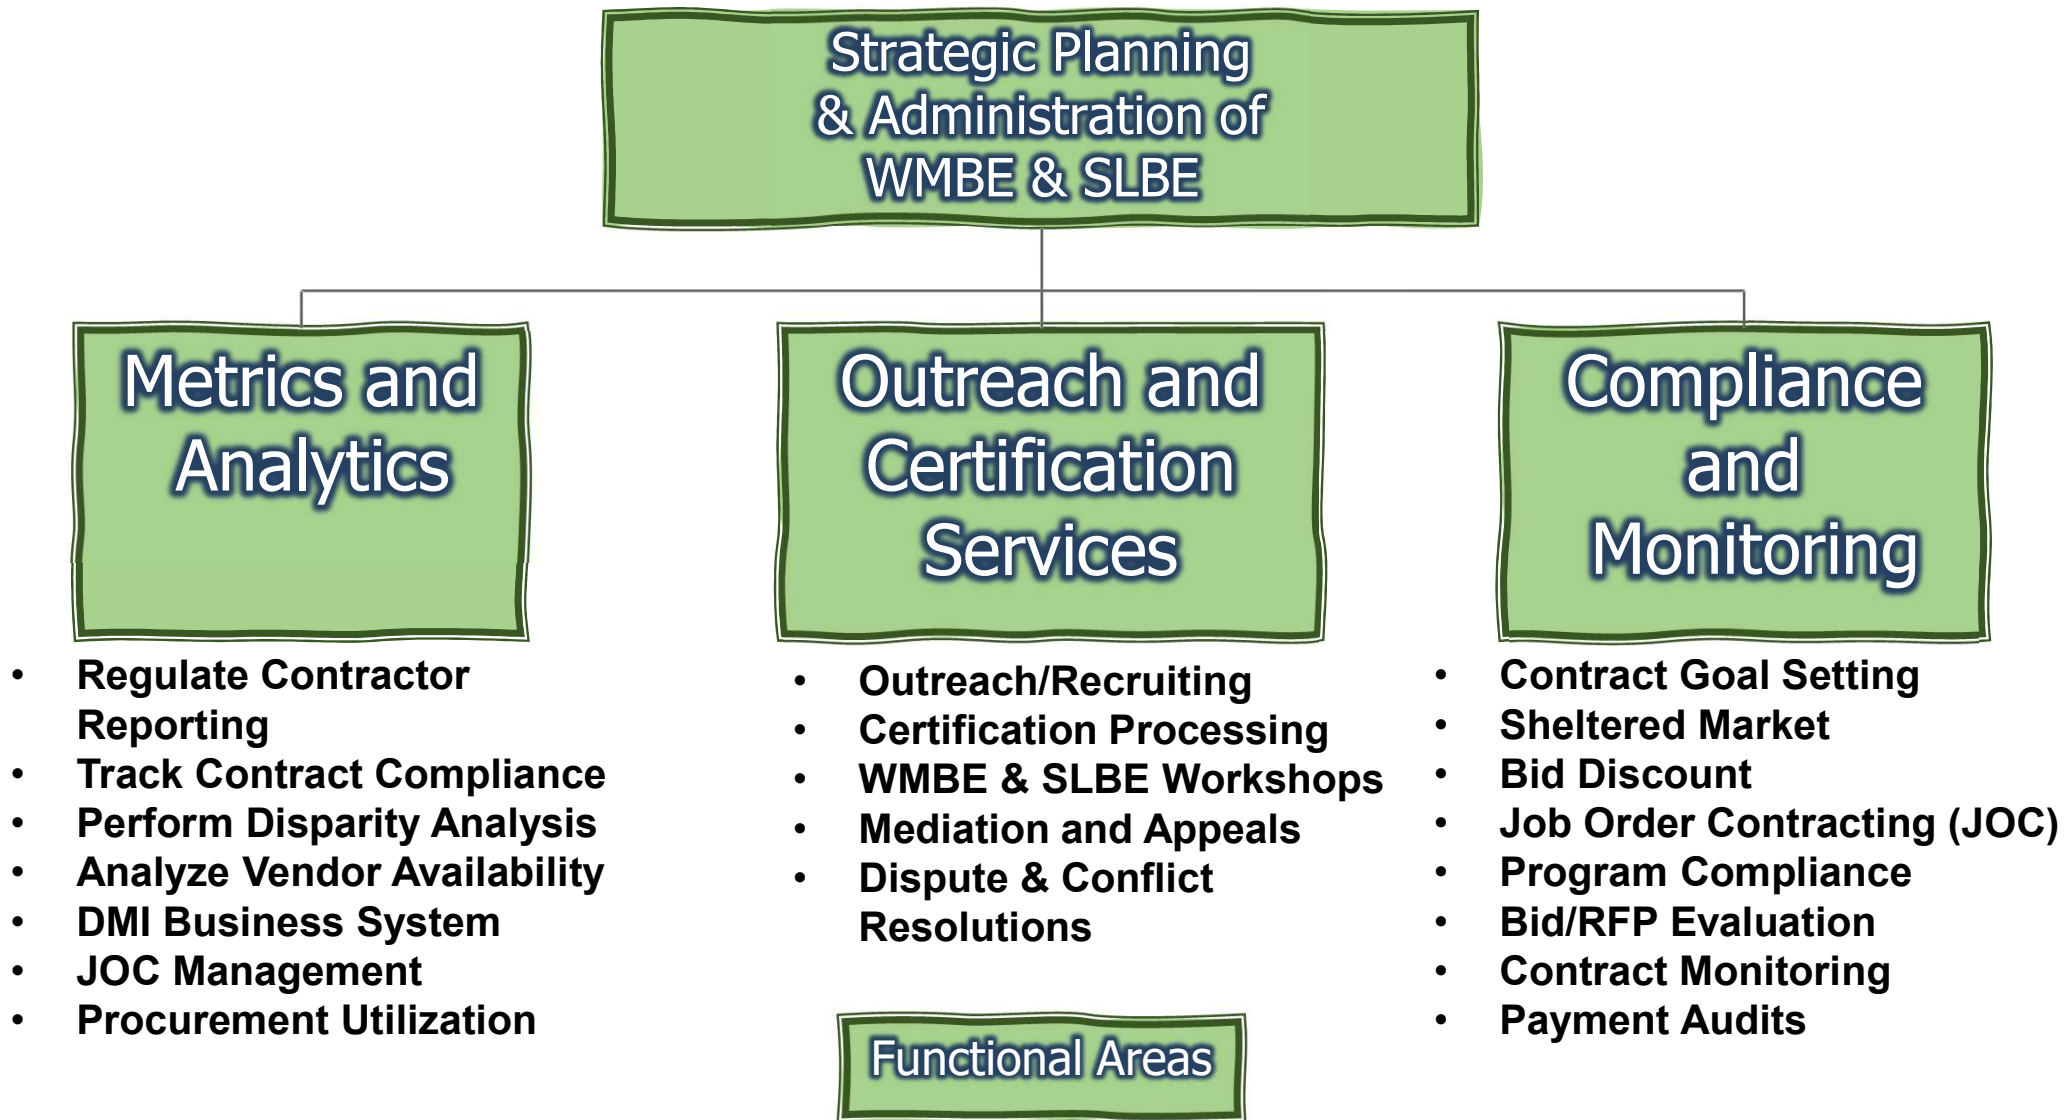 Strategic Planning
& Administration of
WMBE & SLBE
Metrics and
Analytics
• Regulate Contractor
Reporting
• Track Contract Compliance
• Perform Disparity Analysis
• Analyze Vendor Availability
• DMI Business System
• JOC Management
• Procurement Utilization
Outreach and
Certification
Services
• Outreach/Recruiting
• Certification Processing
• WMBE & SLBE Workshops
• Mediation and Appeals
• Dispute & Conflict
Resolutions
Compliance
and
Monitoring
• Contract Goal Setting
• Sheltered Market
• Bid Discount
• Job Order Contracting (JOC)
• Program Compliance
• Bid/RFP Evaluation
• Contract Monitoring
• Payment Audits
Functional Areas